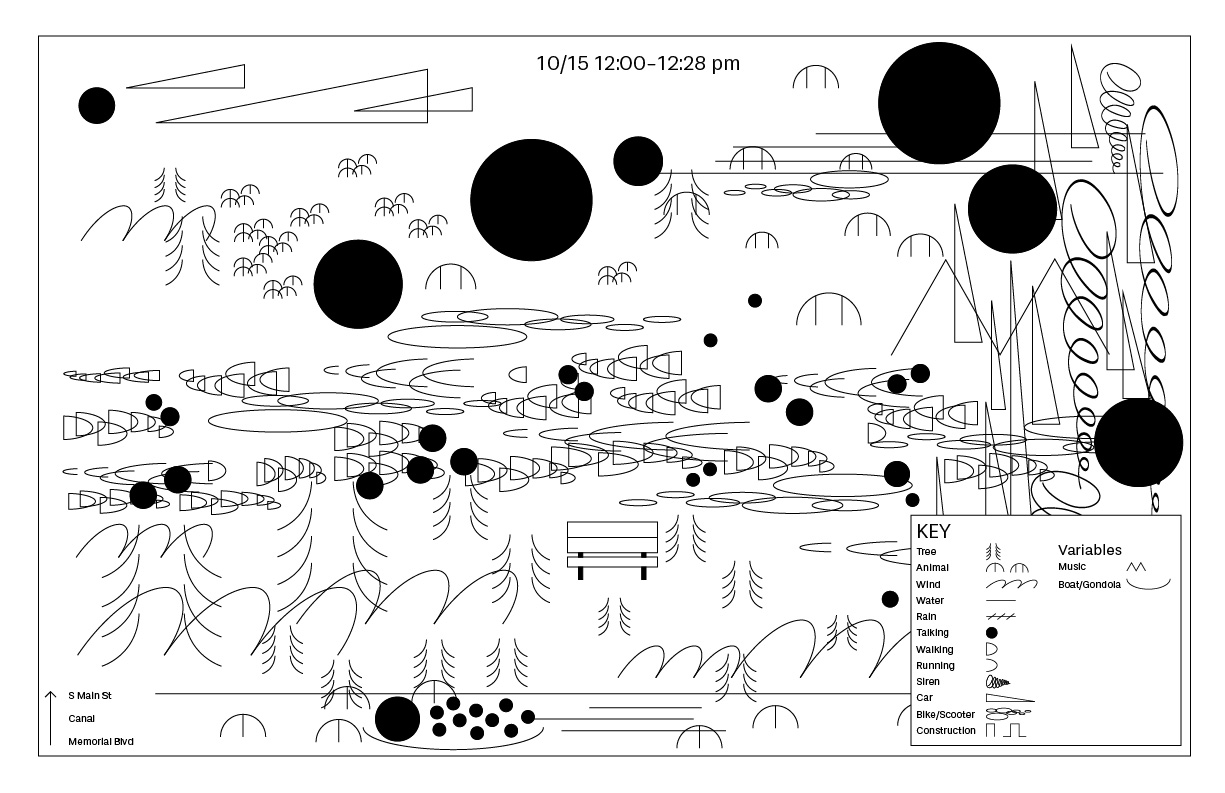 10/15 12:00-12:28 pm
KEY
Tree
Animal
Wind
Water
Rain
Talking
Walking
Running
Siren
Car
Bike/Scooter
Construction
Variables
Music
Boat/Gondola
S Main St
Canal
Memorial Blvd